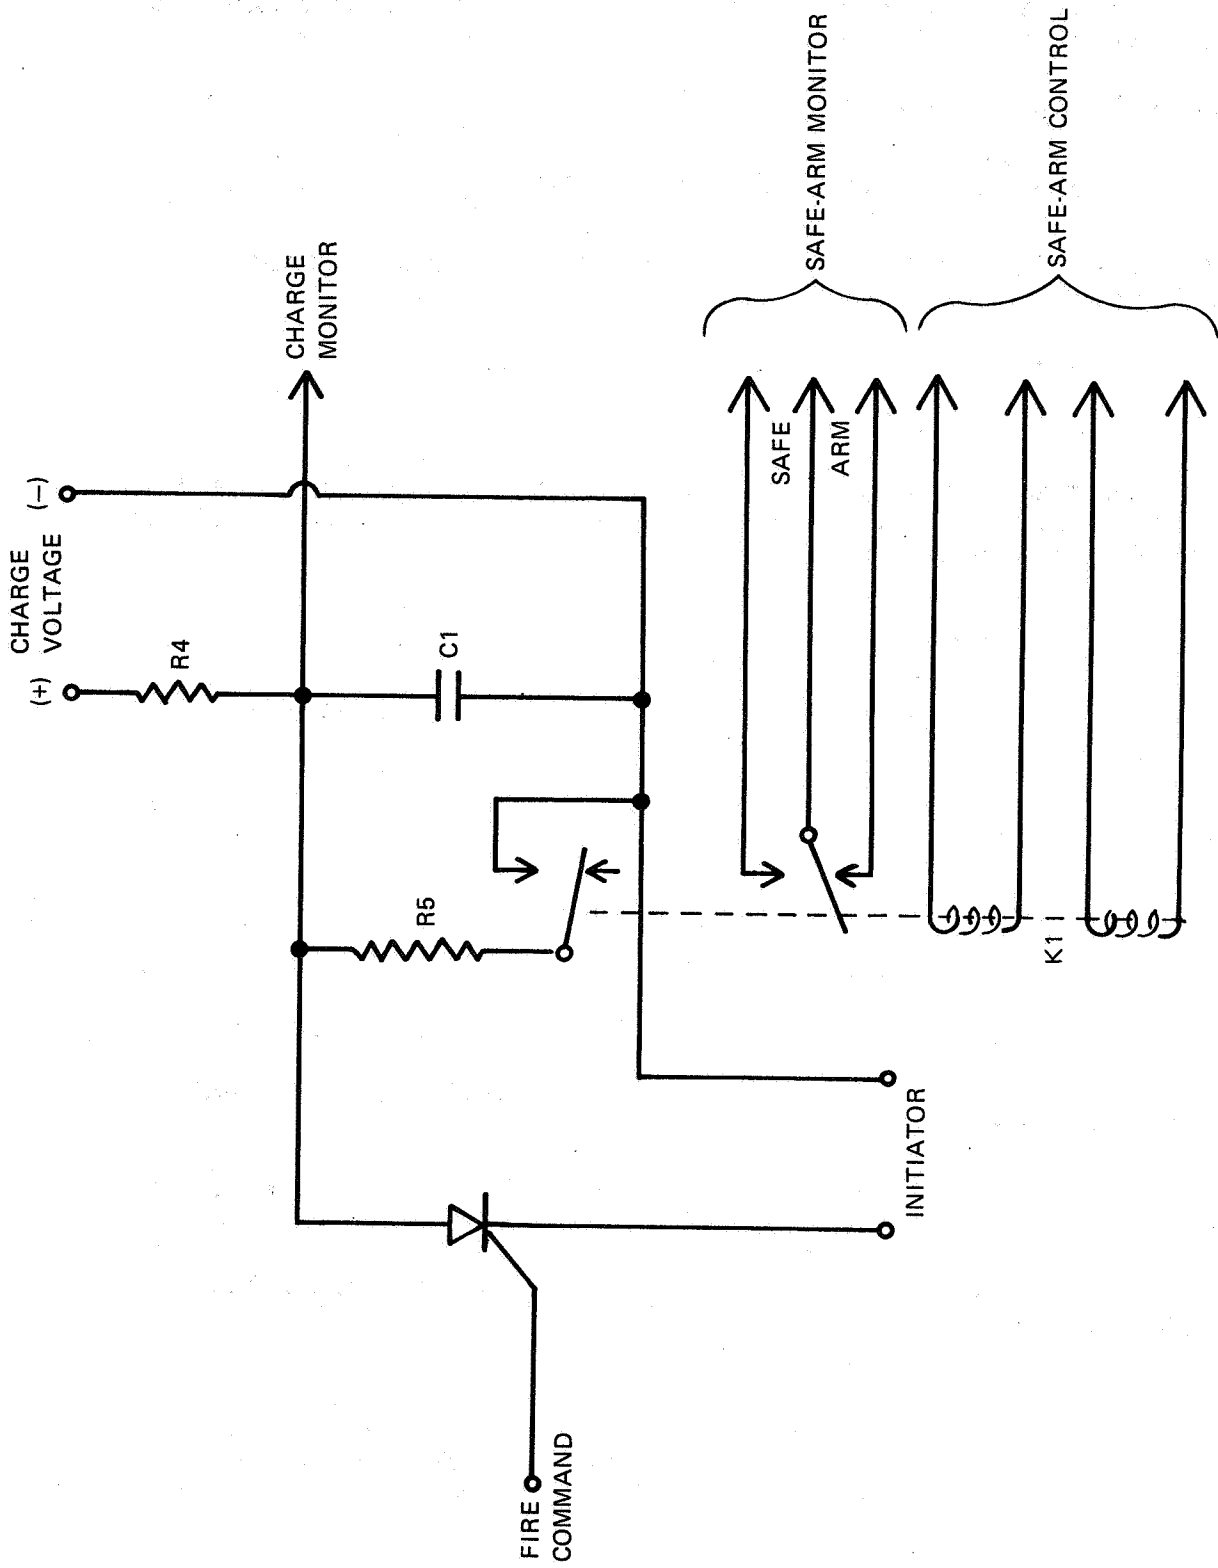 CHARGE
VOLTAGE
(+)
(—)
R4
CHARGE
MONITOR
C1
R5
FIRE
COMMAND
INITIATOR
SAFE
ARM
SAFE-ARM MONITOR
K1
SAFE-ARM CONTROL